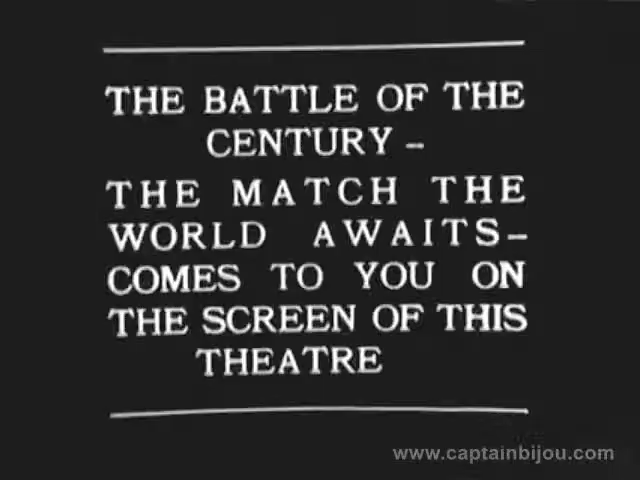 THE BATTLE OF THE
CENTURY –
THE MATCH THE
WORLD AWAITS–
COMES TO YOU ON
THE SCREEN OF THIS
THEATRE
www.captainbijou.com